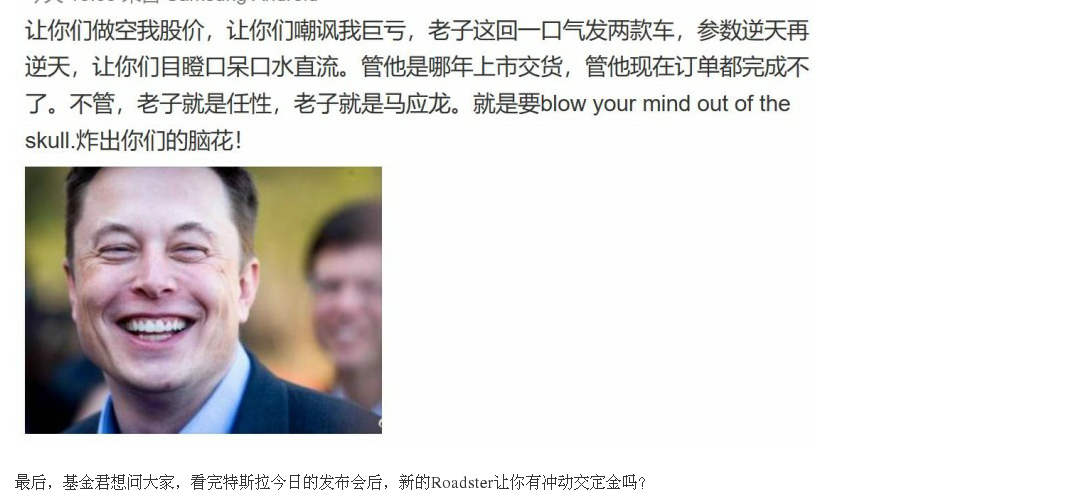 让你们做空我股价，让你们嘲讽我巨亏，老子这回一口气发两款车，参数逆天再
逆天，让你们目瞪口呆口水直流。管他是哪年上市交货，管他现在订单都完成不
了。不管，老子就是任性，老子就是马应龙。就是要blow your mind out of the
skull.炸出你们的脑花！
最后，基金君想问大家，看完特斯拉今日的发布会后，新的Roadster让你有冲动交定金吗？